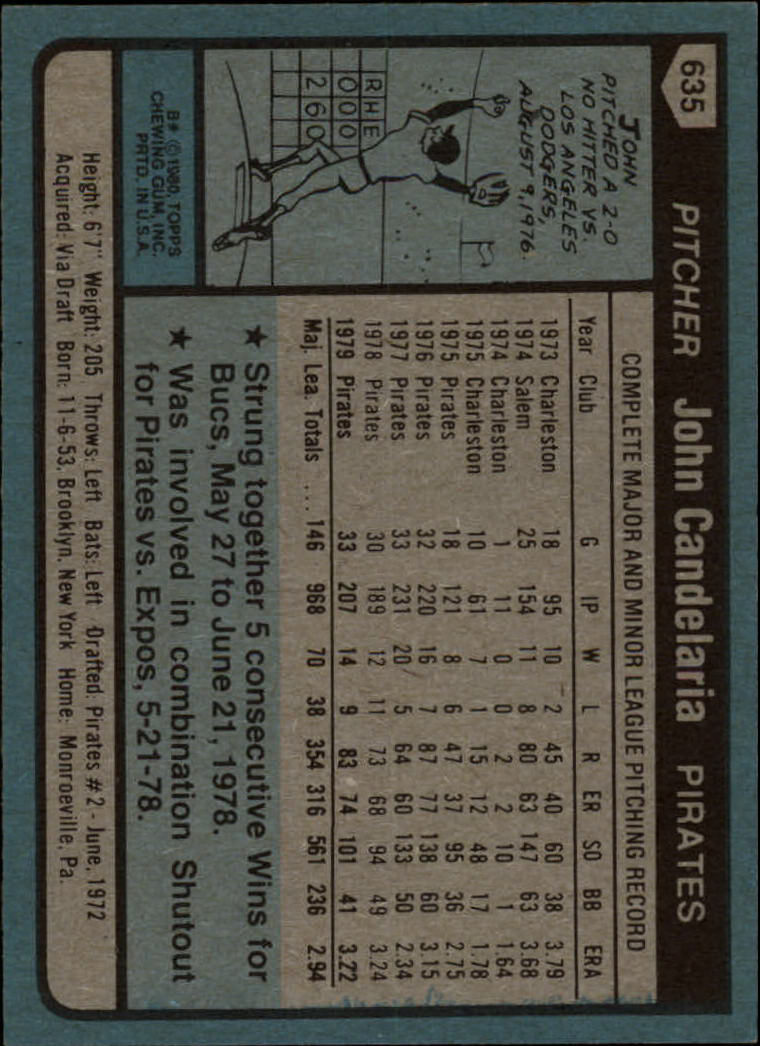 635 PITCHER John Candelaria PIRATES
JOHN
PITCHED A 2-0
NO HITTER VS.
LOS ANGELES
DODGERS,
AUGUST 9, 1976.
R H E
0 0 0
2 6 0
B* © 1980 TOPPS
CHEWING GUM, INC.
PRTD. IN U.S.A.
COMPLETE MAJOR AND MINOR LEAGUE PITCHING RECORD
Year Club G IP W L R ER SO BB ERA
1973 Charleston 18 95 10 2 45 40 60 38 3.79
1974 Salem 25 154 11 8 80 63 147 63 3.68
1974 Charleston 1 11 0 0 2 2 10 1 1.64
1975 Charleston 10 61 7 1 15 12 48 17 1.78
1975 Pirates 18 121 8 6 47 37 95 36 2.75
1976 Pirates 32 220 16 7 87 77 138 60 3.15
1977 Pirates 33 231 20 5 64 60 133 50 2.34
1978 Pirates 30 189 12 11 73 68 94 49 3.24
1979 Pirates 33 207 14 9 83 74 101 41 3.22
Maj. Lea. Totals ... 146 968 70 38 354 316 561 236 2.94
★ Strung together 5 consecutive Wins for
Bucs, May 27 to June 21, 1978.
★ Was involved in combination Shutout
for Pirates vs. Expos, 5-21-78.
Height: 6'7" Weight: 205 Throws: Left Bats: Left Drafted: Pirates #2 - June, 1972
Acquired: Via Draft Born: 11-6-53, Brooklyn, New York Home: Monroeville, Pa.